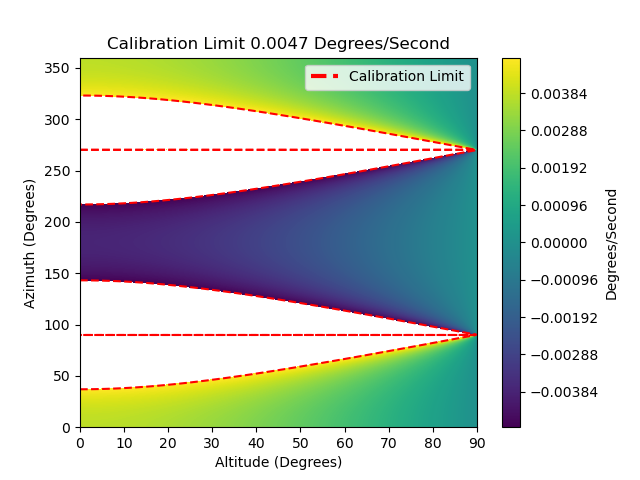 Calibration Limit 0.0047 Degrees/Second
Calibration Limit
Azimuth (Degrees)
350
300
250
200
150
100
50
0
0 10 20 30 40 50 60 70 80 90
Altitude (Degrees)
0.00384
0.00288
0.00192
0.00096
0.00000
−0.00096
−0.00192
−0.00288
−0.00384
Degrees/Second